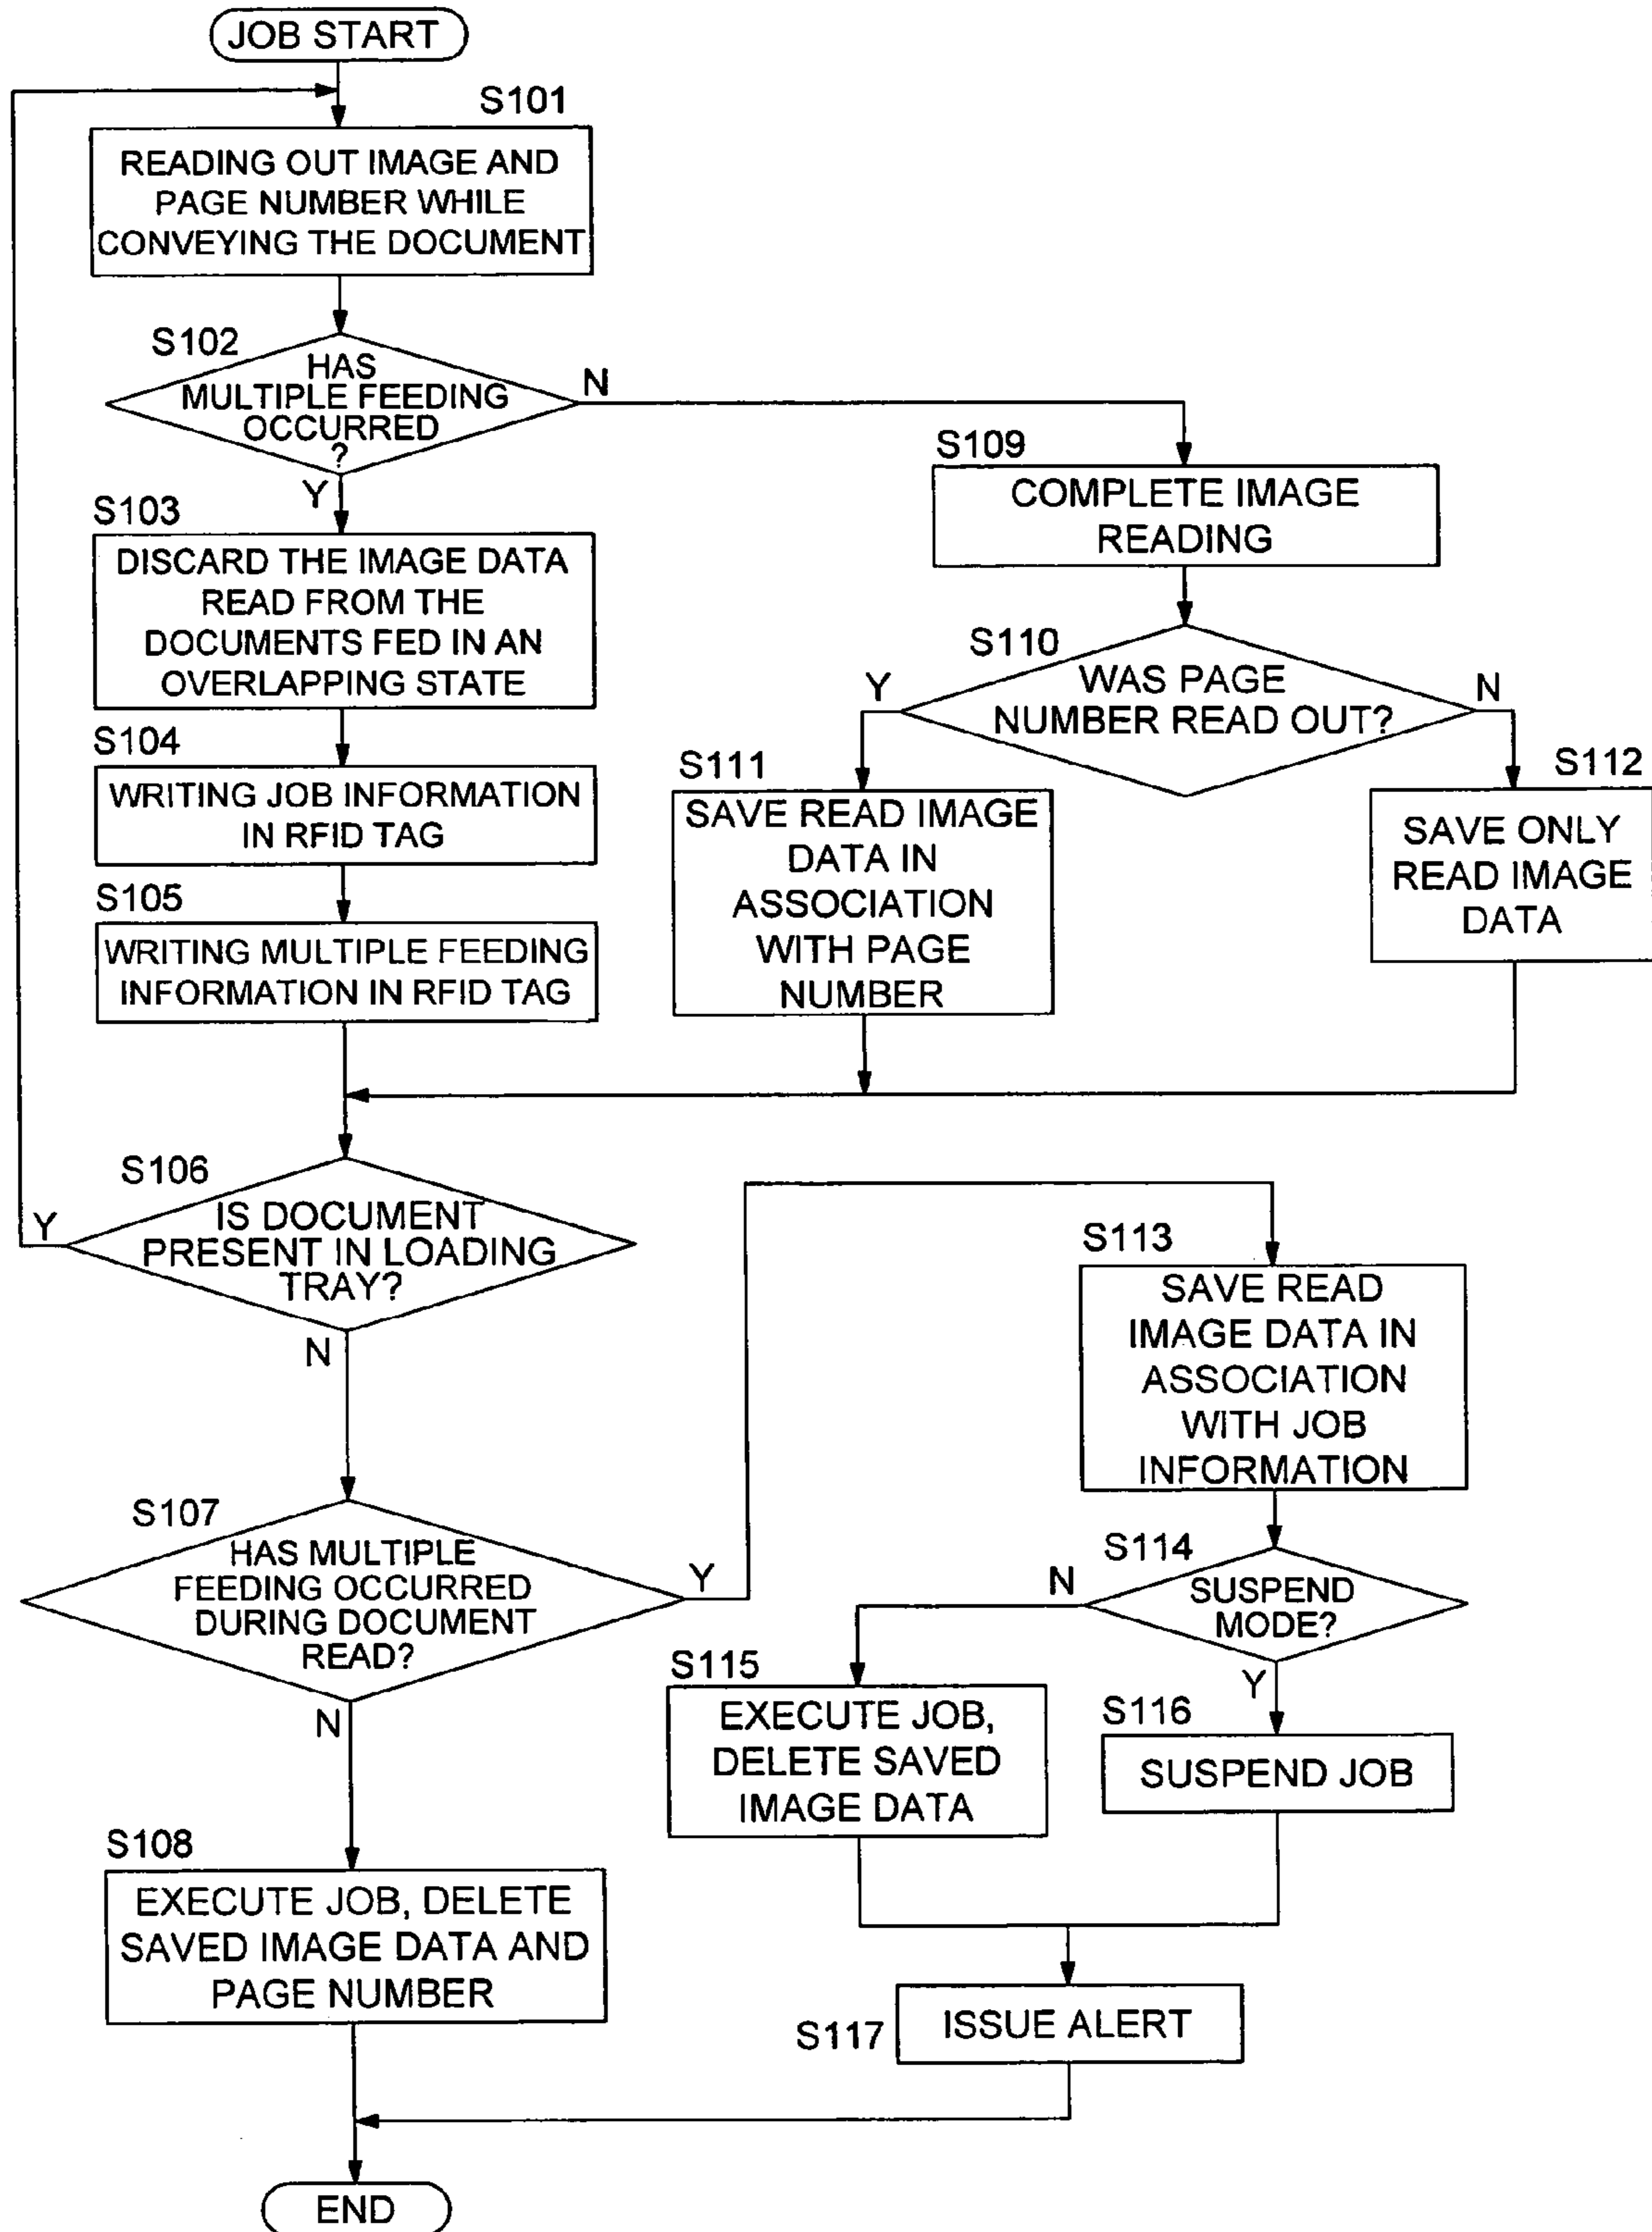 JOB START
S101
READING OUT IMAGE AND
PAGE NUMBER WHILE
CONVEYING THE DOCUMENT
S102
HAS
MULTIPLE FEEDING
OCCURRED
?
N
Y
S103
DISCARD THE IMAGE DATA
READ FROM THE
DOCUMENTS FED IN AN
OVERLAPPING STATE
S104
WRITING JOB INFORMATION
IN RFID TAG
S105
WRITING MULTIPLE FEEDING
INFORMATION IN RFID TAG
S109
COMPLETE IMAGE
READING
S110
WAS PAGE
NUMBER READ OUT?
Y
N
S111
SAVE READ IMAGE
DATA IN
ASSOCIATION
WITH PAGE
NUMBER
S112
SAVE ONLY
READ IMAGE
DATA
S106
IS DOCUMENT
PRESENT IN LOADING
TRAY?
Y
N
S107
HAS MULTIPLE
FEEDING OCCURRED
DURING DOCUMENT
READ?
Y
N
S108
EXECUTE JOB, DELETE
SAVED IMAGE DATA AND
PAGE NUMBER
S113
SAVE READ
IMAGE DATA IN
ASSOCIATION
WITH JOB
INFORMATION
S114
SUSPEND
MODE?
N
Y
S115
EXECUTE JOB,
DELETE SAVED
IMAGE DATA
S116
SUSPEND JOB
S117
ISSUE ALERT
END